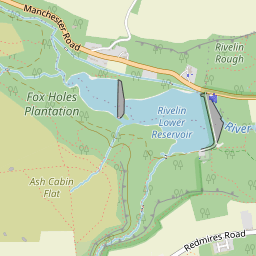 Manchester Road
Rivelin
Rough
Fox Holes
Plantation
Rivelin
Lower
Reservoir
River
Ash Cabin
Flat
Redmires Road